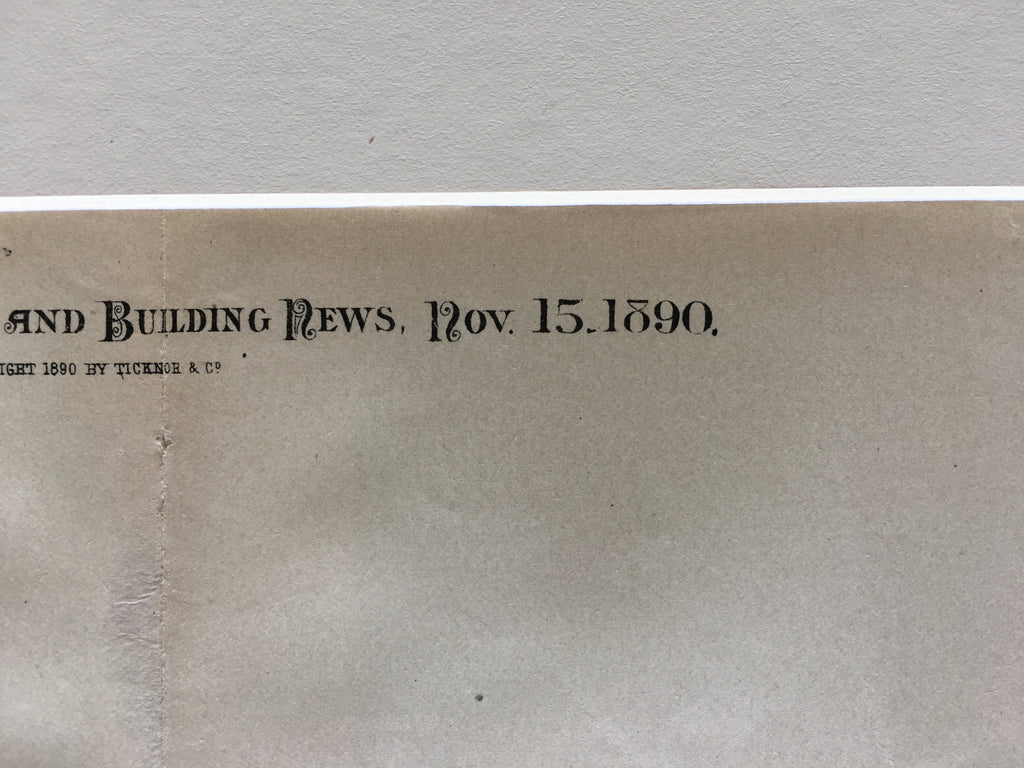 AND BUILDING NEWS, NOV. 15.1890.
IGHT 1890 BY TICKNOR & Cº